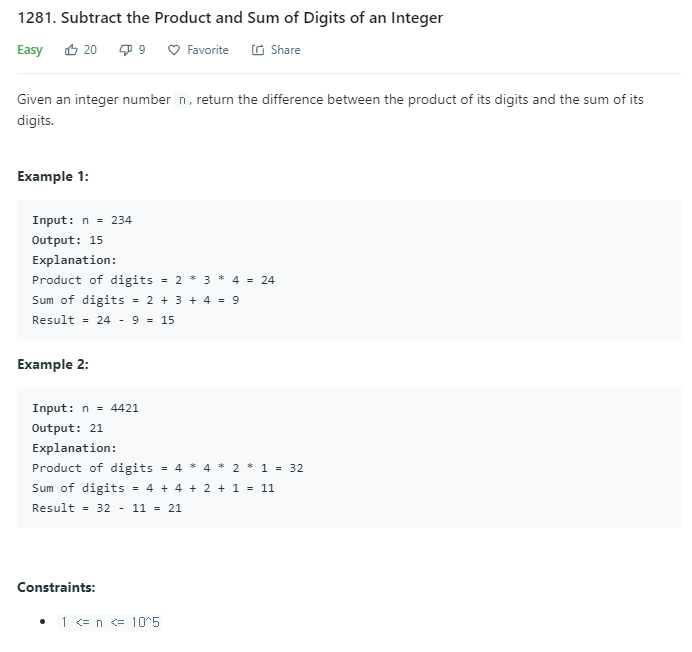 1281. Subtract the Product and Sum of Digits of an Integer
Easy 20 9 Favorite Share
Given an integer number n, return the difference between the product of its digits and the sum of its
digits.
Example 1:
Input: n = 234
Output: 15
Explanation:
Product of digits = 2 * 3 * 4 = 24
Sum of digits = 2 + 3 + 4 = 9
Result = 24 - 9 = 15
Example 2:
Input: n = 4421
Output: 21
Explanation:
Product of digits = 4 * 4 * 2 * 1 = 32
Sum of digits = 4 + 4 + 2 + 1 = 11
Result = 32 - 11 = 21
Constraints:
• 1 <= n <= 10^5